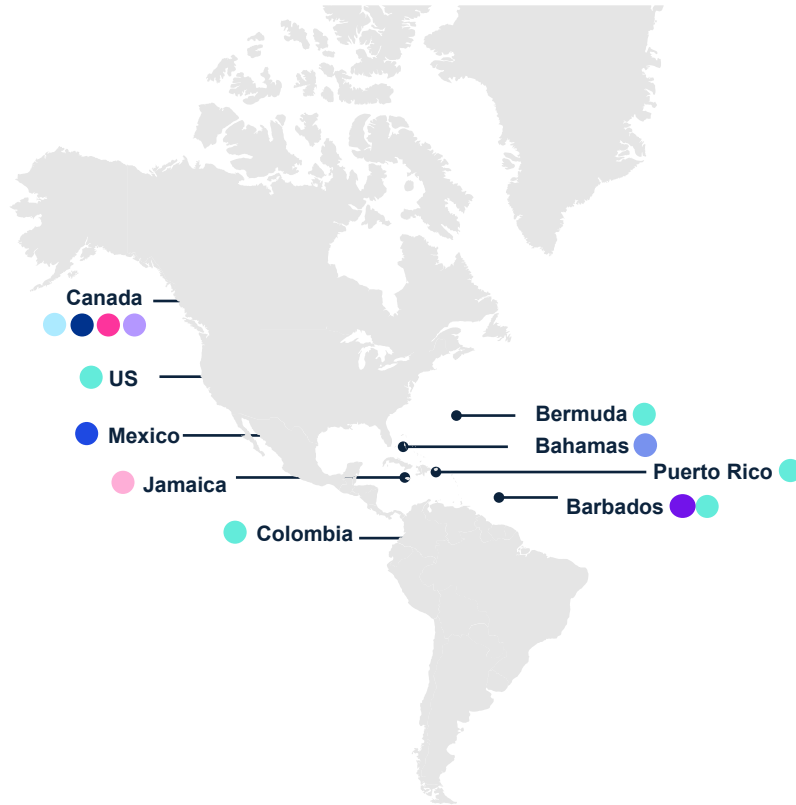 Canada
US
Mexico
Jamaica
Colombia
Bermuda
Bahamas
Puerto Rico
Barbados